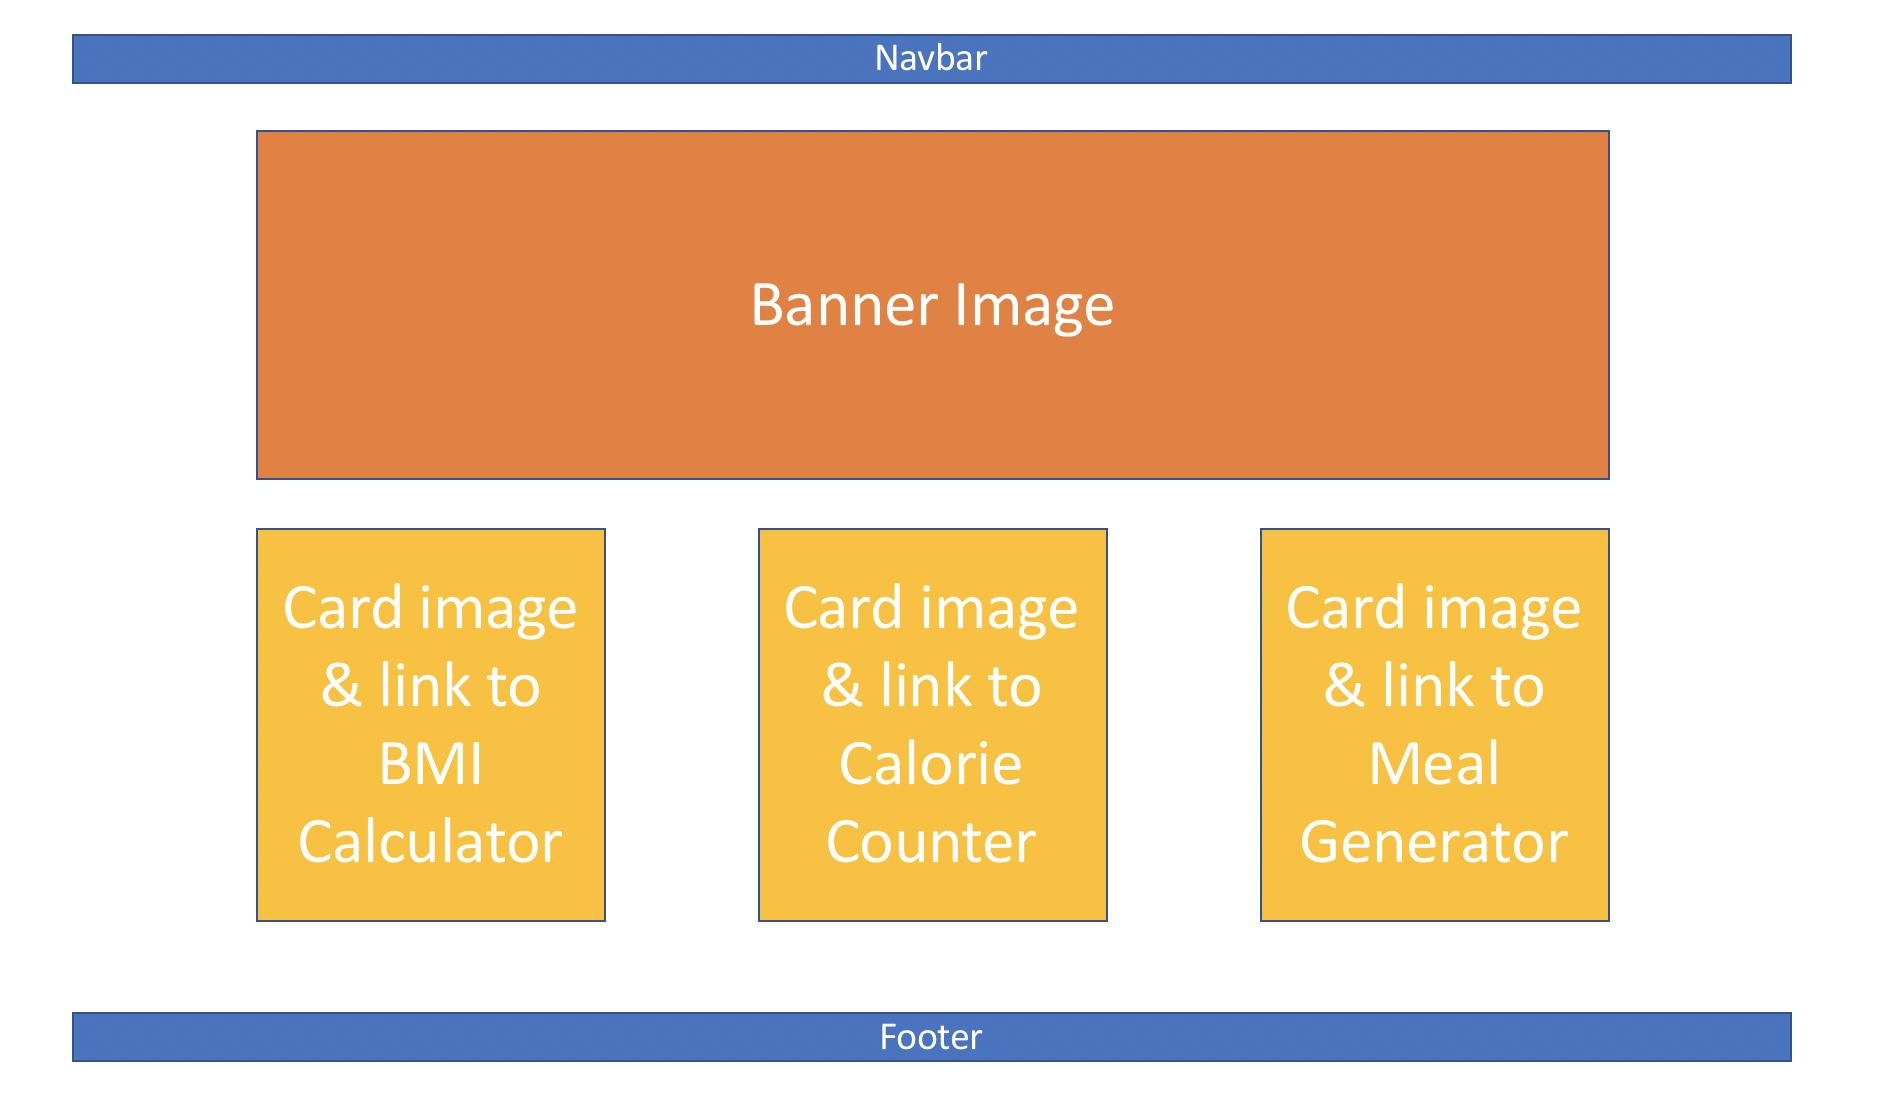 Navbar
Banner Image
Card image
& link to
BMI
Calculator
Card image
& link to
Calorie
Counter
Card image
& link to
Meal
Generator
Footer